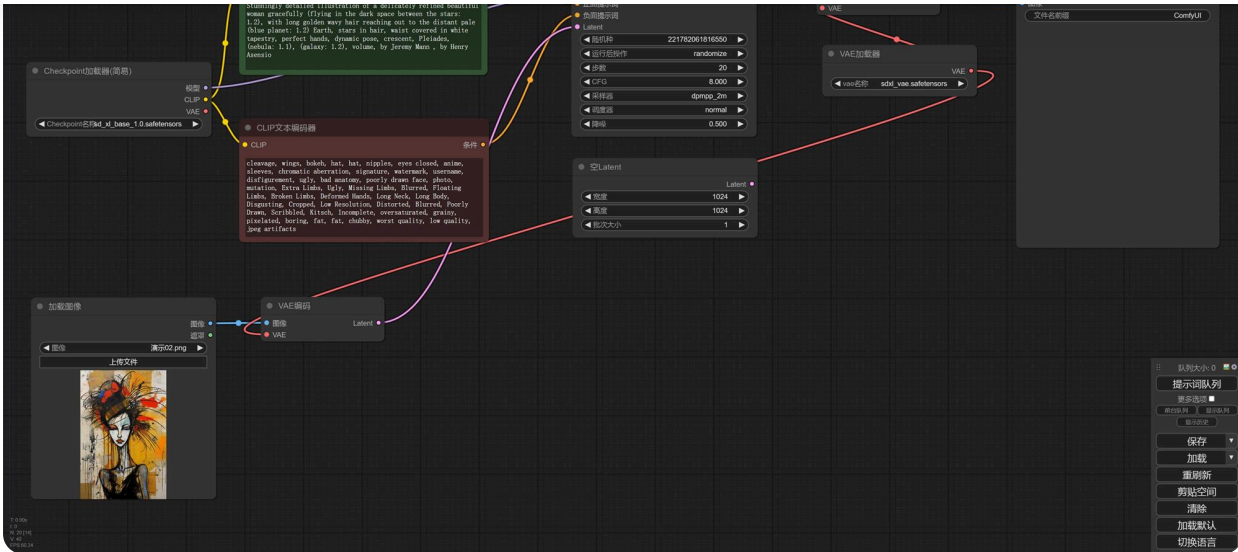 Stunningly detailed illustration of a delicately refined beautiful
woman gracefully (flying in the dark space between the stars:
1.2), with long golden wavy hair reaching out to the distant pale
(blue planet: 1.2) Earth, stars in hair, waist covered in white
tapestry, perfect hands, dynamic pose, crescent, Pleiades,
(nebula: 1.1), (galaxy: 1.2), volume, by Jeremy Mann , by Henry
Asensio
负面提示词
Latent
随机种 221782061816550
运行后操作 randomize
步数 20
CFG 8.000
采样器 dpmpp_2m
调度器 normal
降噪 0.500
VAE
VAE加载器
VAE
vae名称 sdxl_vae.safetensors
文件名前缀 ComfyUI
Checkpoint加载器(简易)
模型
CLIP
VAE
sd_xl_base_1.0.safetensors
CLIP文本编码器
CLIP 条件
cleavage, wings, bokeh, hat, hat, nipples, eyes closed, anime,
sleeves, chromatic aberration, signature, watermark, username,
disfigurement, ugly, bad anatomy, poorly drawn face, photo,
mutation, Extra Limbs, Ugly, Missing Limbs, Blurred, Floating
Limbs, Broken Limbs, Deformed Hands, Long Neck, Long Body,
Disgusting, Cropped, Low Resolution, Distorted, Blurred, Poorly
Drawn, Scribbled, Kitsch, Incomplete, oversaturated, grainy,
pixelated, boring, fat, fat, chubby, worst quality, low quality,
jpeg artifacts
空Latent
Latent
宽度 1024
高度 1024
批次大小 1
加载图像
图像
遮罩
图像 演示02.png
上传文件
VAE编码
图像 Latent
VAE
队列大小: 0
提示词队列
更多选项
前台队列 显示队列
显示历史
保存
加载
重刷新
剪贴空间
清除
加载默认
切换语言